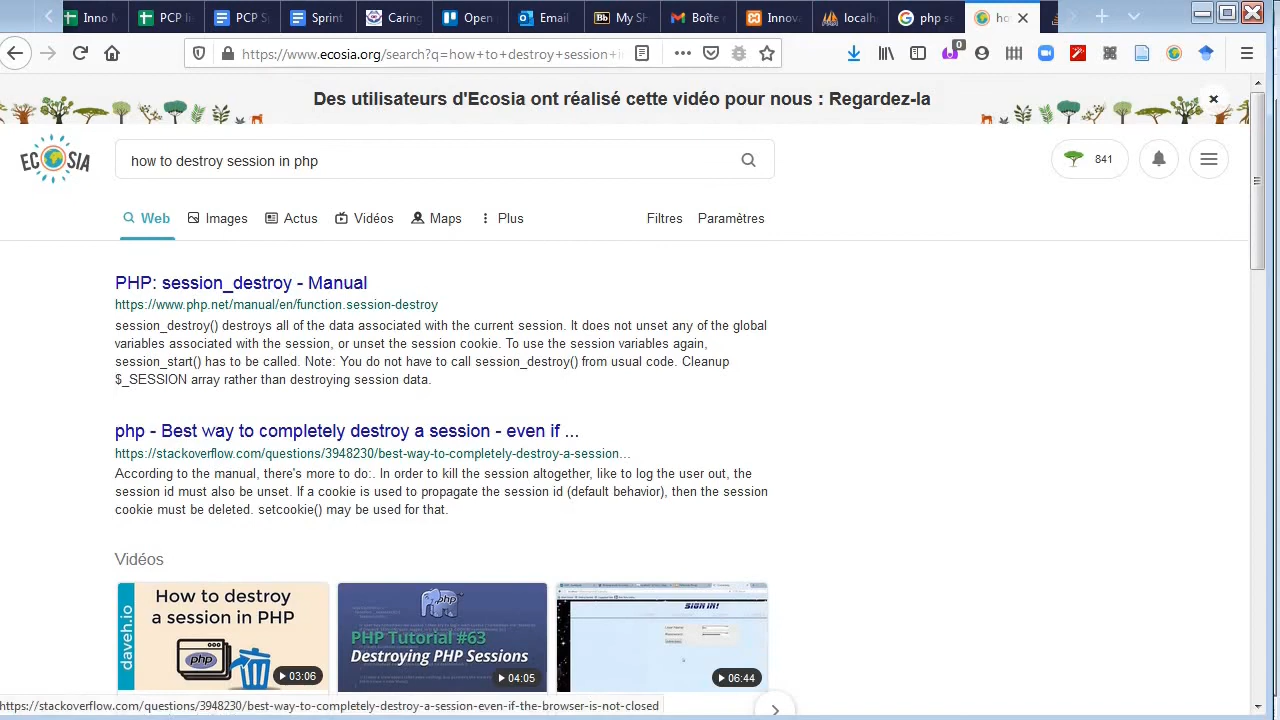 Inno M
PCP li
PCP S
Sprint
Caring
Open
Email
My S
Boîte
Innova
localh
php se
ho
https://www.ecosia.org/search?q=how+to+destroy+session+i
0
Des utilisateurs d'Ecosia ont réalisé cette vidéo pour nous : Regardez-la
ECOSIA
how to destroy session in php
841
Web Images Actus Vidéos Maps Plus Filtres Paramètres
PHP: session_destroy - Manual
https://www.php.net/manual/en/function.session-destroy
session_destroy() destroys all of the data associated with the current session. It does not unset any of the global
variables associated with the session, or unset the session cookie. To use the session variables again,
session_start() has to be called. Note: You do not have to call session_destroy() from usual code. Cleanup
$_SESSION array rather than destroying session data.
php - Best way to completely destroy a session - even if ...
https://stackoverflow.com/questions/3948230/best-way-to-completely-destroy-a-session...
According to the manual, there's more to do:. In order to kill the session altogether, like to log the user out, the
session id must also be unset. If a cookie is used to propagate the session id (default behavior), then the session
cookie must be deleted. setcookie() may be used for that.
Vidéos
daveh.io
How to destroy
a session in PHP
php
03:06
php
PHP Tutorial #63
Destroying PHP Sessions
04:05
SIGN IN!
06:44
https://stackoverflow.com/questions/3948230/best-way-to-completely-destroy-a-session-even-if-the-browser-is-not-closed